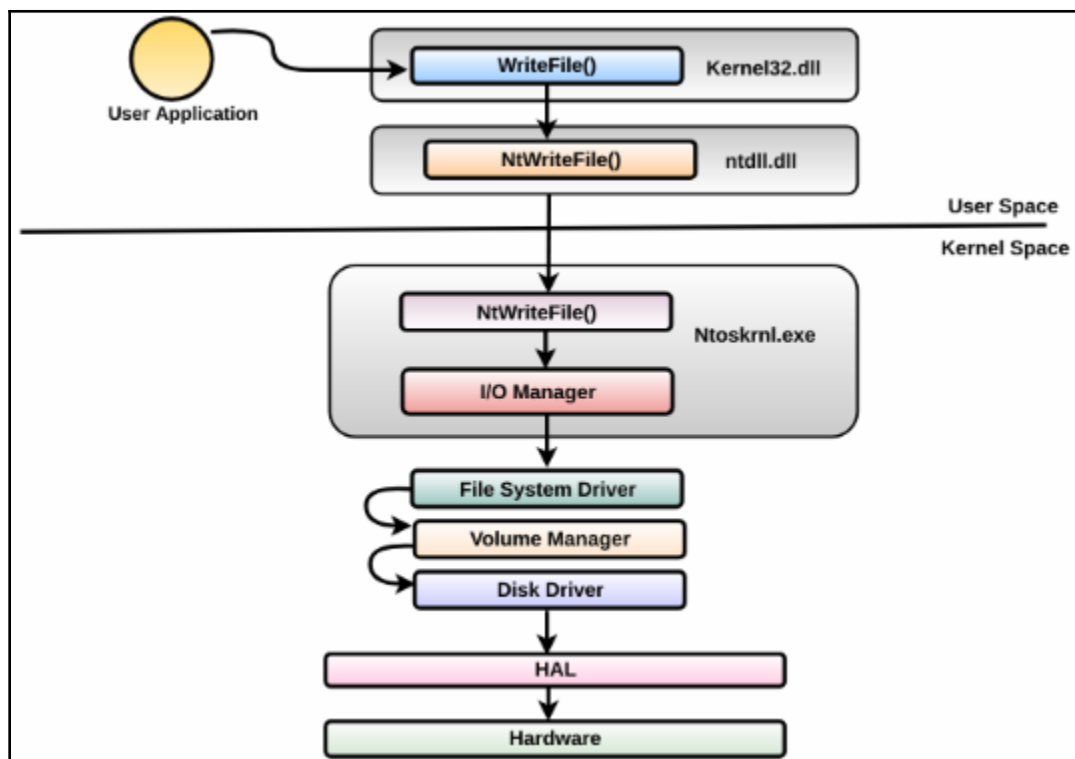 WriteFile()
Kernel32.dll
User Application
NtWriteFile()
ntdll.dll
User Space
Kernel Space
NtWriteFile()
Ntoskrnl.exe
I/O Manager
File System Driver
Volume Manager
Disk Driver
HAL
Hardware